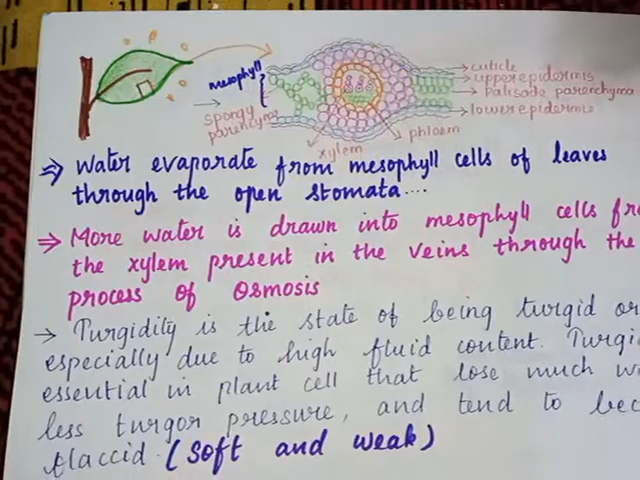 cuticle
upper epidermis
palisade parenchyma
lower epidermis
mesophyll
spongy
parenchyma
xylem
phloem
⇒ Water evaporate from mesophyll cells of leaves
through the open stomata....
⇒ More water is drawn into mesophyll cells
the xylem present in the veins through the
process of Osmosis
→ Turgidity is the state of being turgid or
especially due to high fluid content.
essential in plant cell that lose much
less turgor pressure, and tend to
flaccid. (Soft and weak)